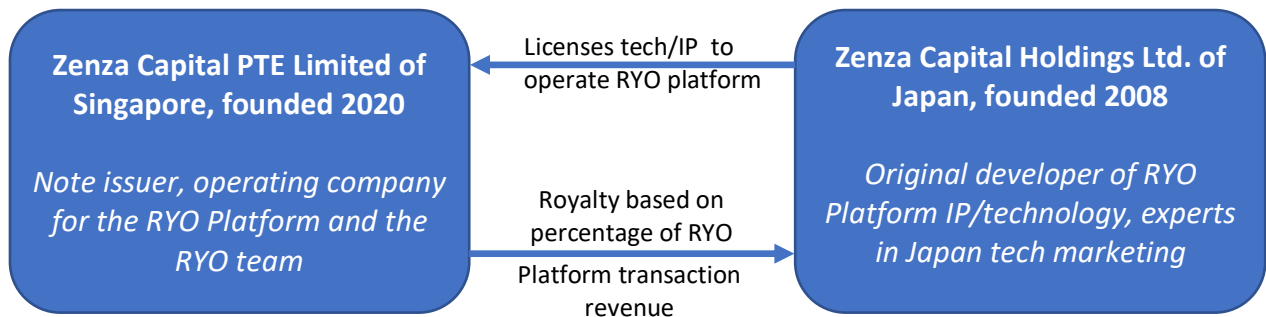 Zenza Capital PTE Limited of
Singapore, founded 2020
Note issuer, operating company
for the RYO Platform and the
RYO team
Licenses tech/IP to
operate RYO platform
Royalty based on
percentage of RYO
Platform transaction
revenue
Zenza Capital Holdings Ltd. of
Japan, founded 2008
Original developer of RYO
Platform IP/technology, experts
in Japan tech marketing